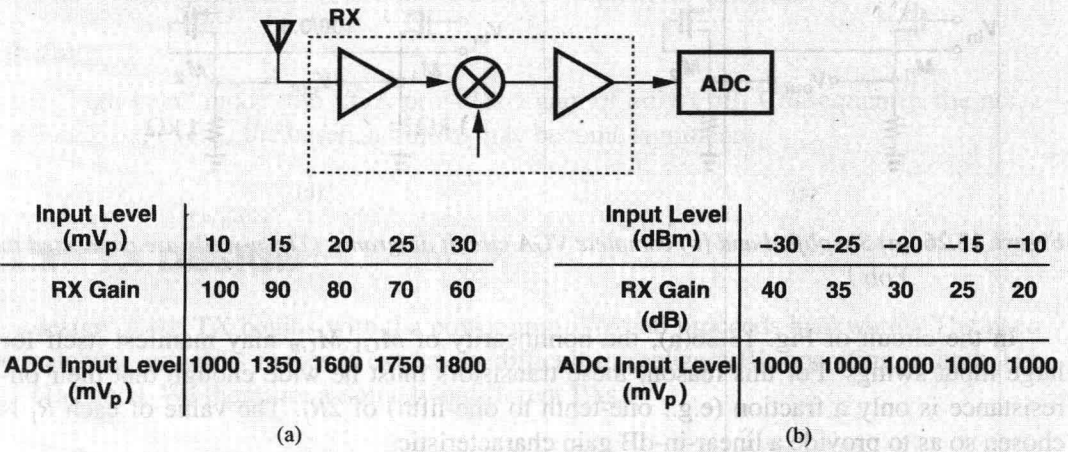 RX
ADC
Input Level
(mVp)
10 15 20 25 30
RX Gain 100 90 80 70 60
ADC Input Level 1000 1350 1600 1750 1800
(mVp)
(a)
Input Level
(dBm)
–30 –25 –20 –15 –10
RX Gain 40 35 30 25 20
(dB)
ADC Input Level 1000 1000 1000 1000 1000
(mVp)
(b)